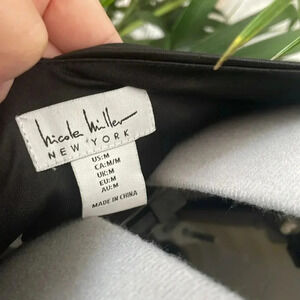 Nicole Miller
NEW YORK
US:M
CA:M/M
UK:M
EU:M
AU:M
MADE IN CHINA